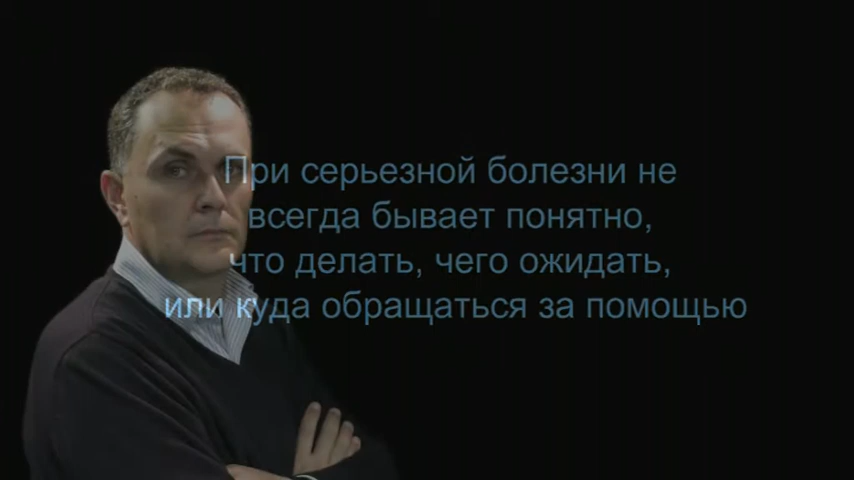 При серьезной болезни не
всегда бывает понятно,
что делать, чего ожидать,
или куда обращаться за помощью